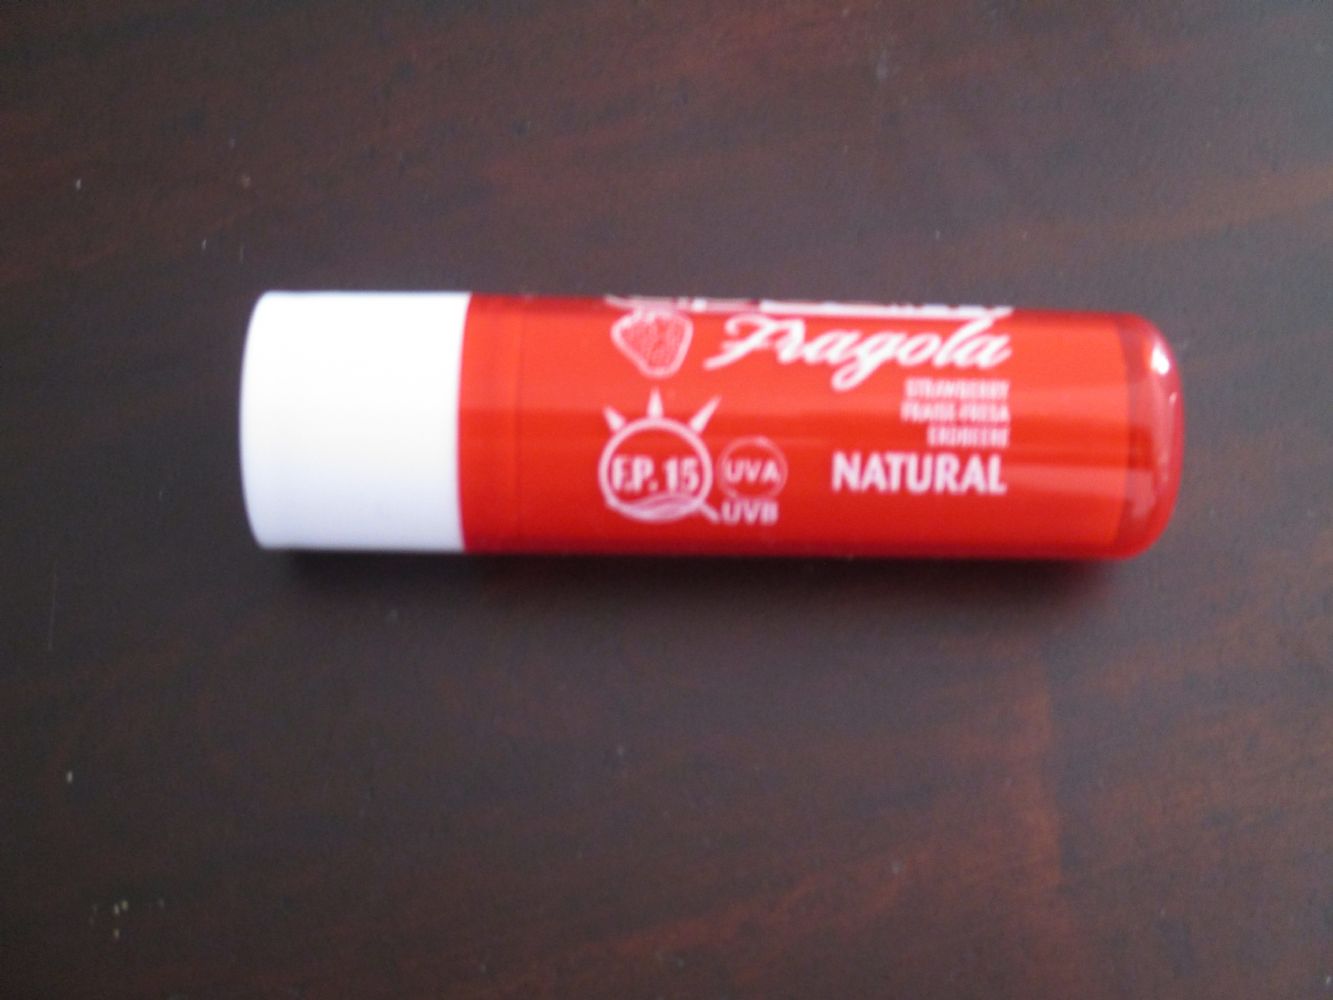 Fragola
STRAWBERRY
FRAISE-FRESA
ERDBEERE
NATURAL
F.P. 15
UVA
UVB